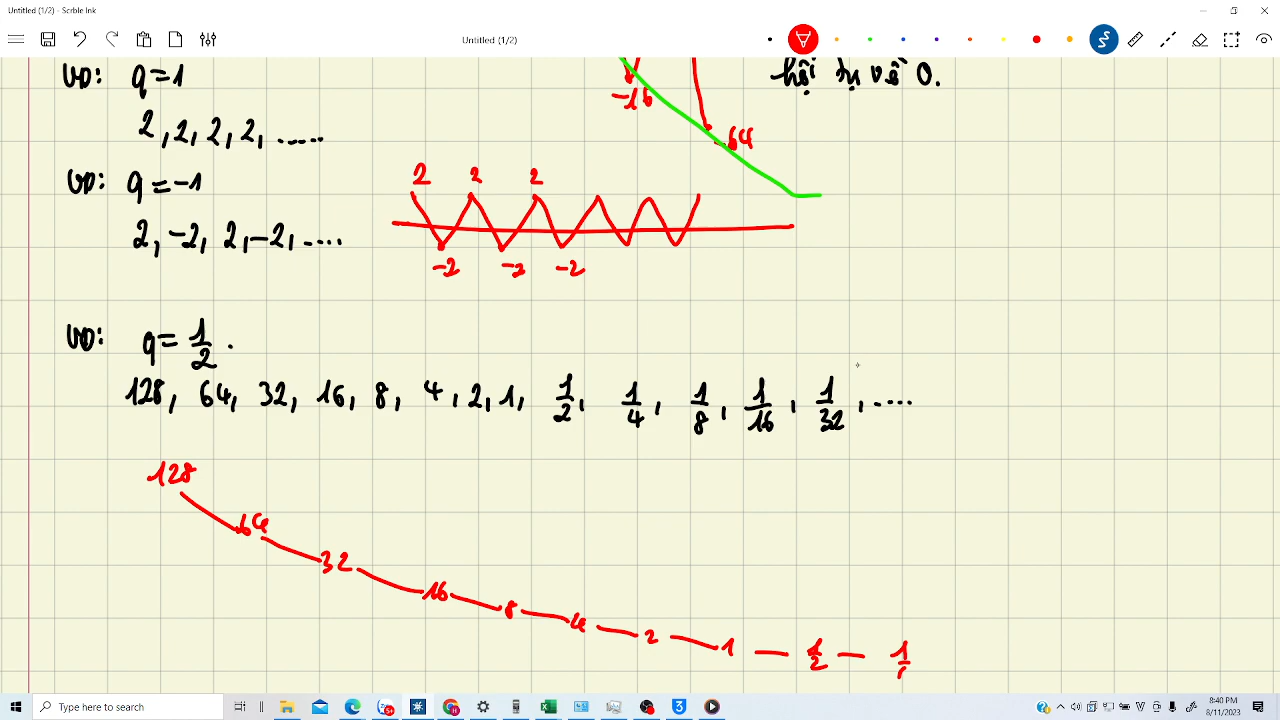 Untitled (1/2) - Scrble Ink
Untitled (1/2)
VD: q = 1
2, 2, 2, 2, ......
VD: q = -1
2, -2, 2, -2, ....
-16
64
hội tụ về 0.
2 2 2
-2 -2 -2
VD: q = 1/2 .
128, 64, 32, 16, 8, 4, 2, 1, 1/2, 1/4, 1/8, 1/16, 1/32, ....
128
64
32
16
8
4
2
1
1/2
Type here to search
8:40 PM
8/11/2023